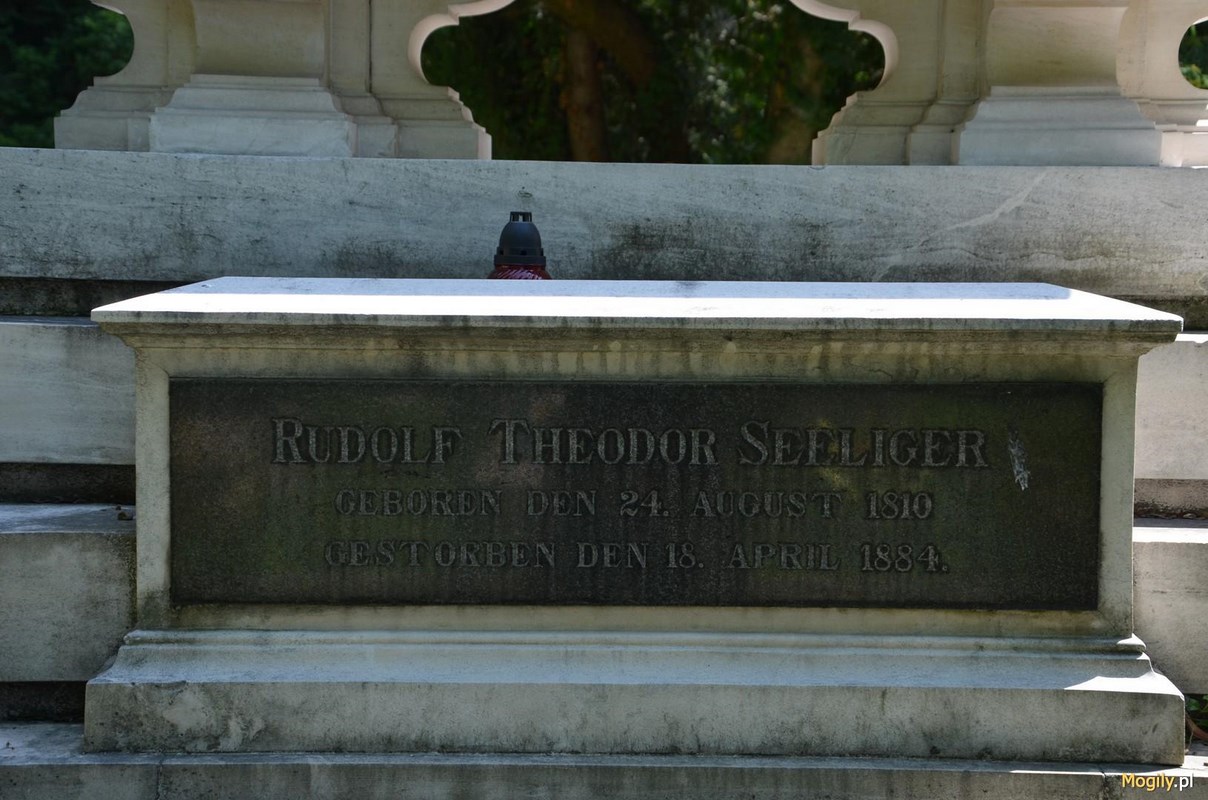 RUDOLF THEODOR SEELIGER
GEBOREN DEN 24. AUGUST 1810
GESTORBEN DEN 18. APRIL 1884.
Mogily.pl